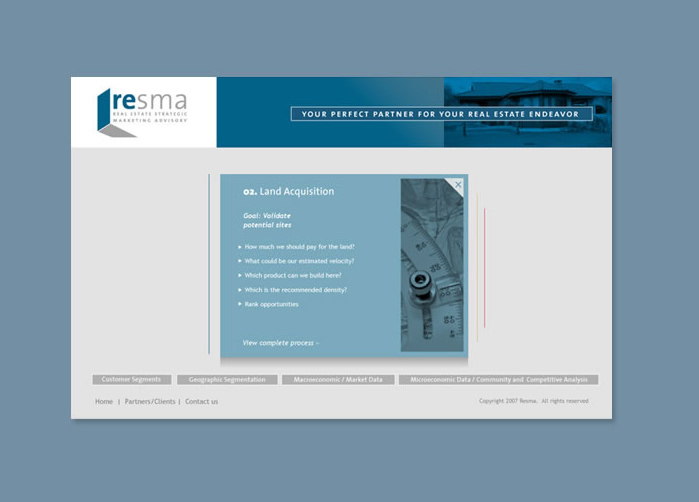 resma
REAL ESTATE STRATEGIC
MARKETING ADVISORY
YOUR PERFECT PARTNER FOR YOUR REAL ESTATE ENDEAVOR
02. Land Acquisition
Goal: Validate
potential sites
How much we should pay for the land?
What could be our estimated velocity?
Which product can we build here?
Which is the recommended density?
Rank opportunities
View complete process -
Customer Segments
Geographic Segmentation
Macroeconomic / Market Data
Microeconomic Data / Community and Competitive Analysis
Home | Partners/Clients | Contact us
Copyright 2007 Resma. All rights reserved